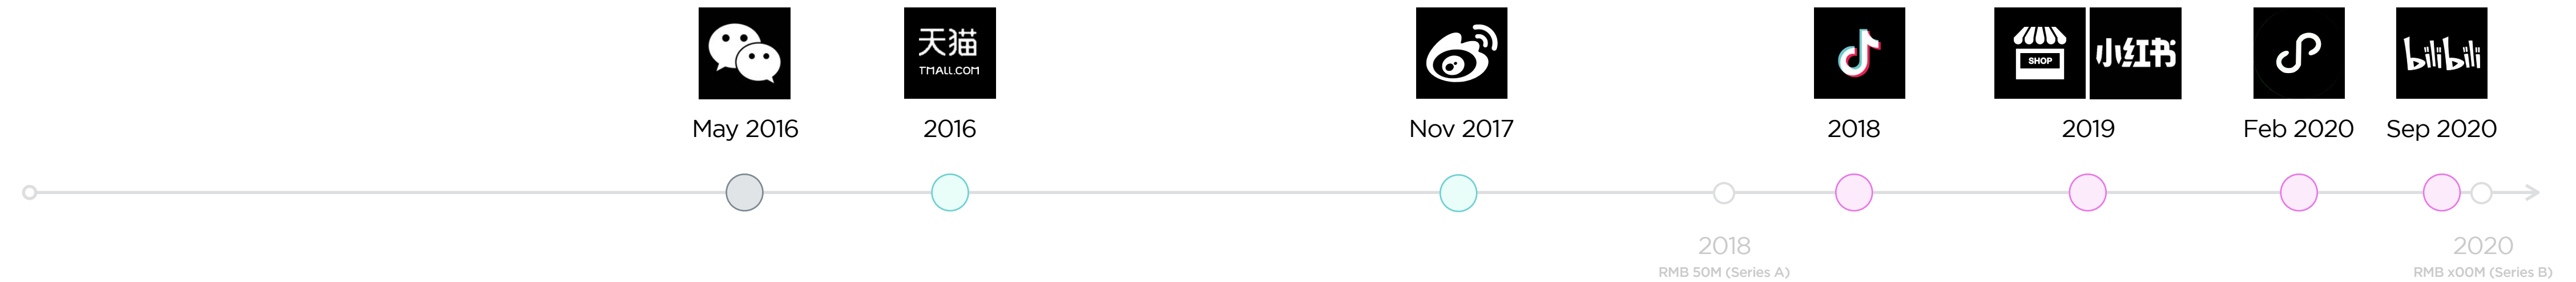 天猫
TMALL.COM
SHOP
小红书
bilibili
May 2016
2016
Nov 2017
2018
2019
Feb 2020
Sep 2020
2018
RMB 50M (Series A)
2020
RMB x00M (Series B)